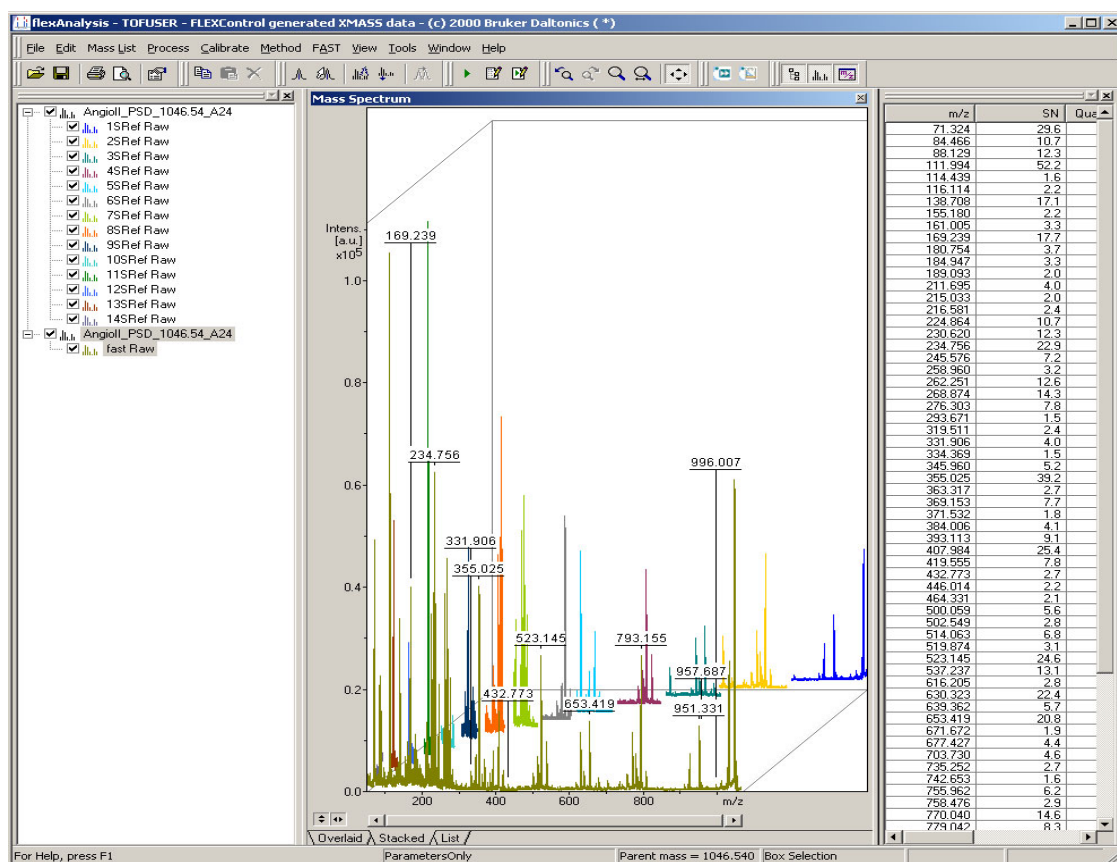 flexAnalysis - TOFUSER - FLEXControl generated XMASS data - (c) 2000 Bruker Daltonics ( *)
File Edit Mass List Process Calibrate Method FAST View Tools Window Help
AngioII_PSD_1046.54_A24
1SRef Raw
2SRef Raw
3SRef Raw
4SRef Raw
5SRef Raw
6SRef Raw
7SRef Raw
8SRef Raw
9SRef Raw
10SRef Raw
11SRef Raw
12SRef Raw
13SRef Raw
14SRef Raw
AngioII_PSD_1046.54_A24
fast Raw
Mass Spectrum
Intens.
[a.u.]
x10^5
1.0
0.8
0.6
0.4
0.2
0.0
169.239
234.756
996.007
331.906
355.025
523.145
793.155
957.687
432.773
653.419
951.331
200 400 600 800 m/z
Overlaid Stacked List
m/z SN Qua
71.324 29.6
84.466 10.7
88.129 12.3
111.994 52.2
114.439 1.6
116.114 2.2
138.708 17.1
155.180 2.2
161.005 3.3
169.239 17.7
180.754 3.7
184.947 3.3
189.093 2.0
211.695 4.0
215.033 2.0
216.581 2.4
224.864 10.7
230.620 12.3
234.756 22.9
245.576 7.2
258.960 3.2
262.251 12.6
268.874 14.3
276.303 7.8
293.671 1.5
319.511 2.4
331.906 4.0
334.369 1.5
345.960 5.2
355.025 39.2
363.317 2.7
369.153 7.7
371.532 1.8
384.006 4.1
393.113 9.1
407.984 25.4
419.555 7.8
432.773 2.7
446.014 2.2
464.331 2.1
500.059 5.6
502.549 2.8
514.063 6.8
519.874 3.1
523.145 24.6
537.237 13.1
616.205 2.8
630.323 22.4
639.362 5.7
653.419 20.8
671.672 1.9
677.427 4.4
703.730 4.6
735.252 2.7
742.653 1.6
755.962 6.2
758.476 2.9
770.040 14.6
779.042 8.3
For Help, press F1 ParametersOnly Parent mass = 1046.540 Box Selection